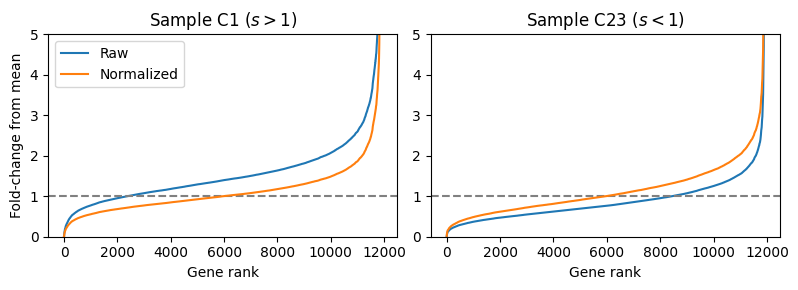 Sample C1 (s > 1)
Fold-change from mean
5
4
3
2
1
0
Raw
Normalized
0 2000 4000 6000 8000 10000 12000
Gene rank
Sample C23 (s < 1)
5
4
3
2
1
0
0 2000 4000 6000 8000 10000 12000
Gene rank